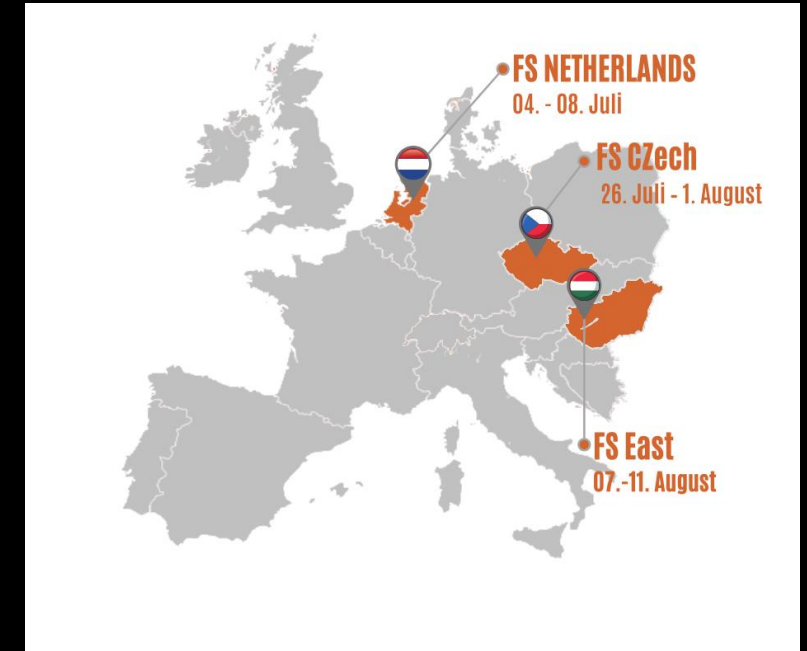 FS NETHERLANDS
04. - 08. Juli
FS CZech
26. Juli - 1. August
FS East
07.-11. August